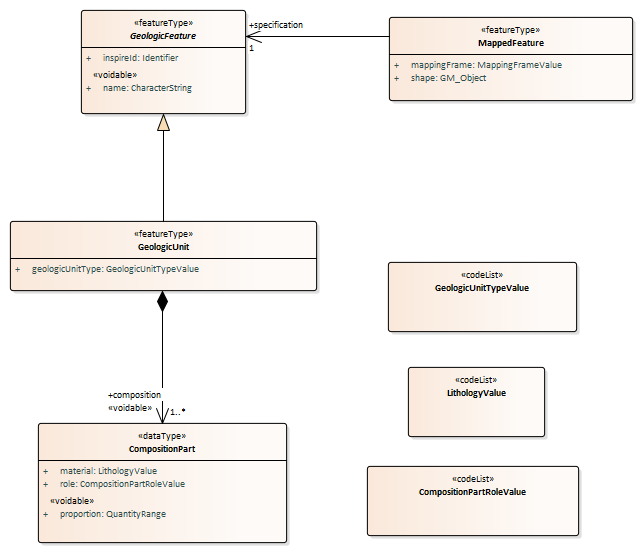 «featureType»
GeologicFeature
+ inspireId: Identifier
«voidable»
+ name: CharacterString
+specification
1
«featureType»
MappedFeature
+ mappingFrame: MappingFrameValue
+ shape: GM_Object
«featureType»
GeologicUnit
+ geologicUnitType: GeologicUnitTypeValue
«codeList»
GeologicUnitTypeValue
«codeList»
LithologyValue
+composition
«voidable»
1..*
«dataType»
CompositionPart
+ material: LithologyValue
+ role: CompositionPartRoleValue
«voidable»
+ proportion: QuantityRange
«codeList»
CompositionPartRoleValue